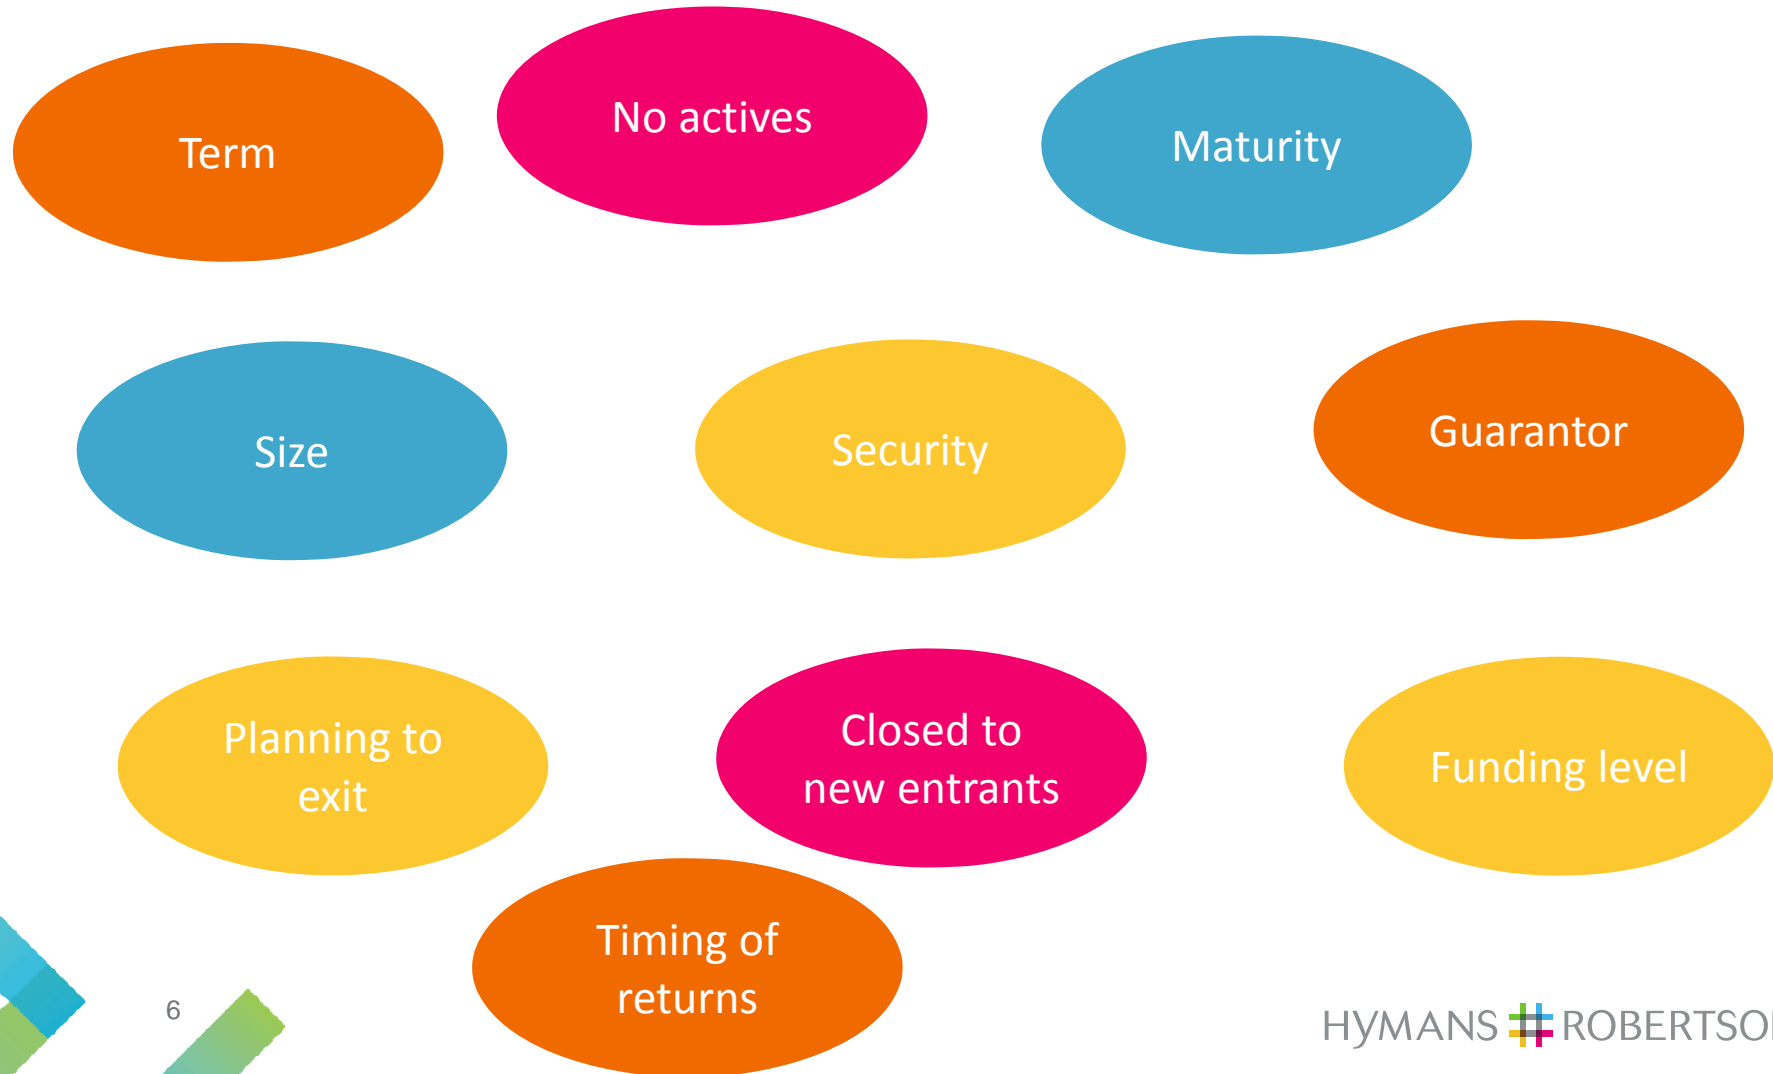 Term
No actives
Maturity
Size
Security
Guarantor
Planning to
exit
Closed to
new entrants
Funding level
Timing of
returns
6
HYMANS ROBERTSO